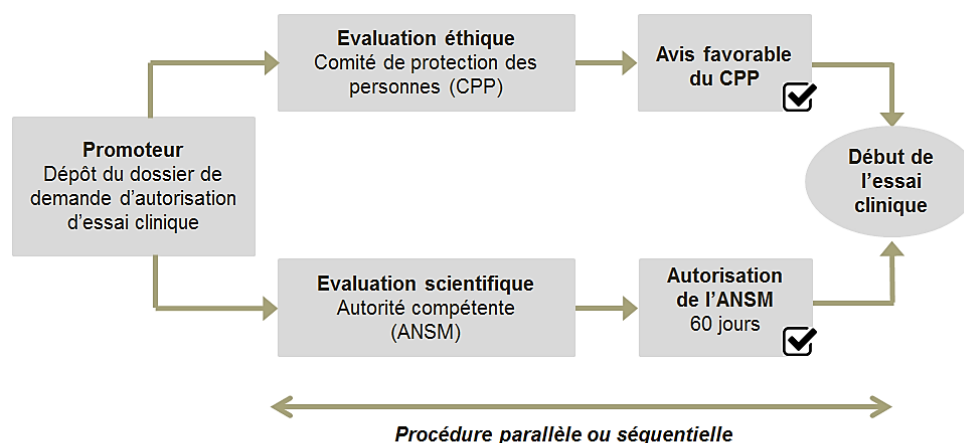 Evaluation éthique
Comité de protection des
personnes (CPP)
Avis favorable
du CPP
Promoteur
Dépôt du dossier de
demande d'autorisation
d'essai clinique
Début de
l'essai
clinique
Evaluation scientifique
Autorité compétente
(ANSM)
Autorisation
de l'ANSM
60 jours
Procédure parallèle ou séquentielle